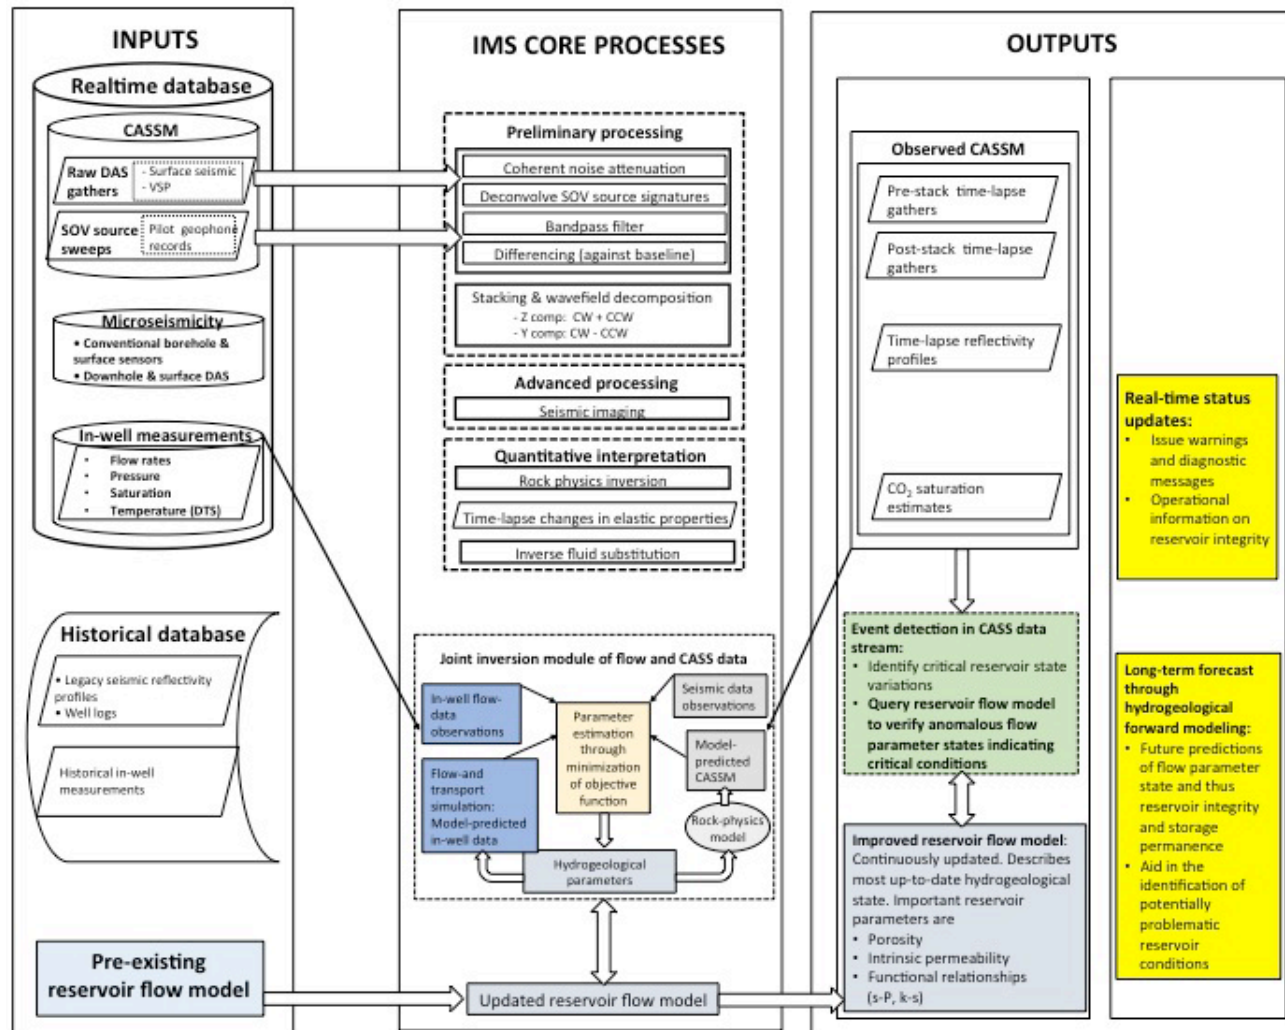 INPUTS
Realtime database
CASSM
Raw DAS
gathers
- Surface seismic
- VSP
SOV source
sweeps
Pilot geophone
records
Microseismicity
• Conventional borehole &
surface sensors
• Downhole & surface DAS
In-well measurements
• Flow rates
• Pressure
• Saturation
• Temperature (DTS)
Historical database
• Legacy seismic reflectivity
profiles
• Well logs
Historical in-well
measurements
Pre-existing
reservoir flow model
IMS CORE PROCESSES
Preliminary processing
Coherent noise attenuation
Deconvolve SOV source signatures
Bandpass filter
Differencing (against baseline)
Stacking & wavefield decomposition
- Z comp: CW + CCW
- Y comp: CW - CCW
Advanced processing
Seismic imaging
Quantitative interpretation
Rock physics inversion
Time-lapse changes in elastic properties
Inverse fluid substitution
Joint inversion module of flow and CASS data
In-well flow-
data
observations
Flow-and
transport
simulation:
Model-predicted
in-well data
Parameter
estimation
through
minimization
of objective
function
Seismic data
observations
Model-
predicted
CASSM
Rock-physics
model
Hydrogeological
parameters
Updated reservoir flow model
OUTPUTS
Observed CASSM
Pre-stack time-lapse
gathers
Post-stack time-lapse
gathers
Time-lapse reflectivity
profiles
CO2 saturation
estimates
Event detection in CASS data
stream:
• Identify critical reservoir state
variations
• Query reservoir flow model
to verify anomalous flow
parameter states indicating
critical conditions
Improved reservoir flow model:
Continuously updated. Describes
most up-to-date hydrogeological
state. Important reservoir
parameters are
• Porosity
• Intrinsic permeability
• Functional relationships
(s-P, k-s)
Real-time status
updates:
• Issue warnings
and diagnostic
messages
• Operational
information on
reservoir integrity
Long-term forecast
through
hydrogeological
forward modeling:
• Future predictions
of flow parameter
state and thus
reservoir integrity
and storage
permanence
• Aid in the
identification of
potentially
problematic
reservoir
conditions